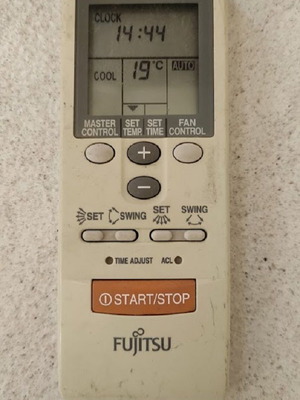 CLOCK
14:44
COOL 19°C AUTO
MASTER CONTROL SET TEMP. SET TIME FAN CONTROL
+
−
SET SWING SET SWING
TIME ADJUST ACL
START/STOP
FUJITSU